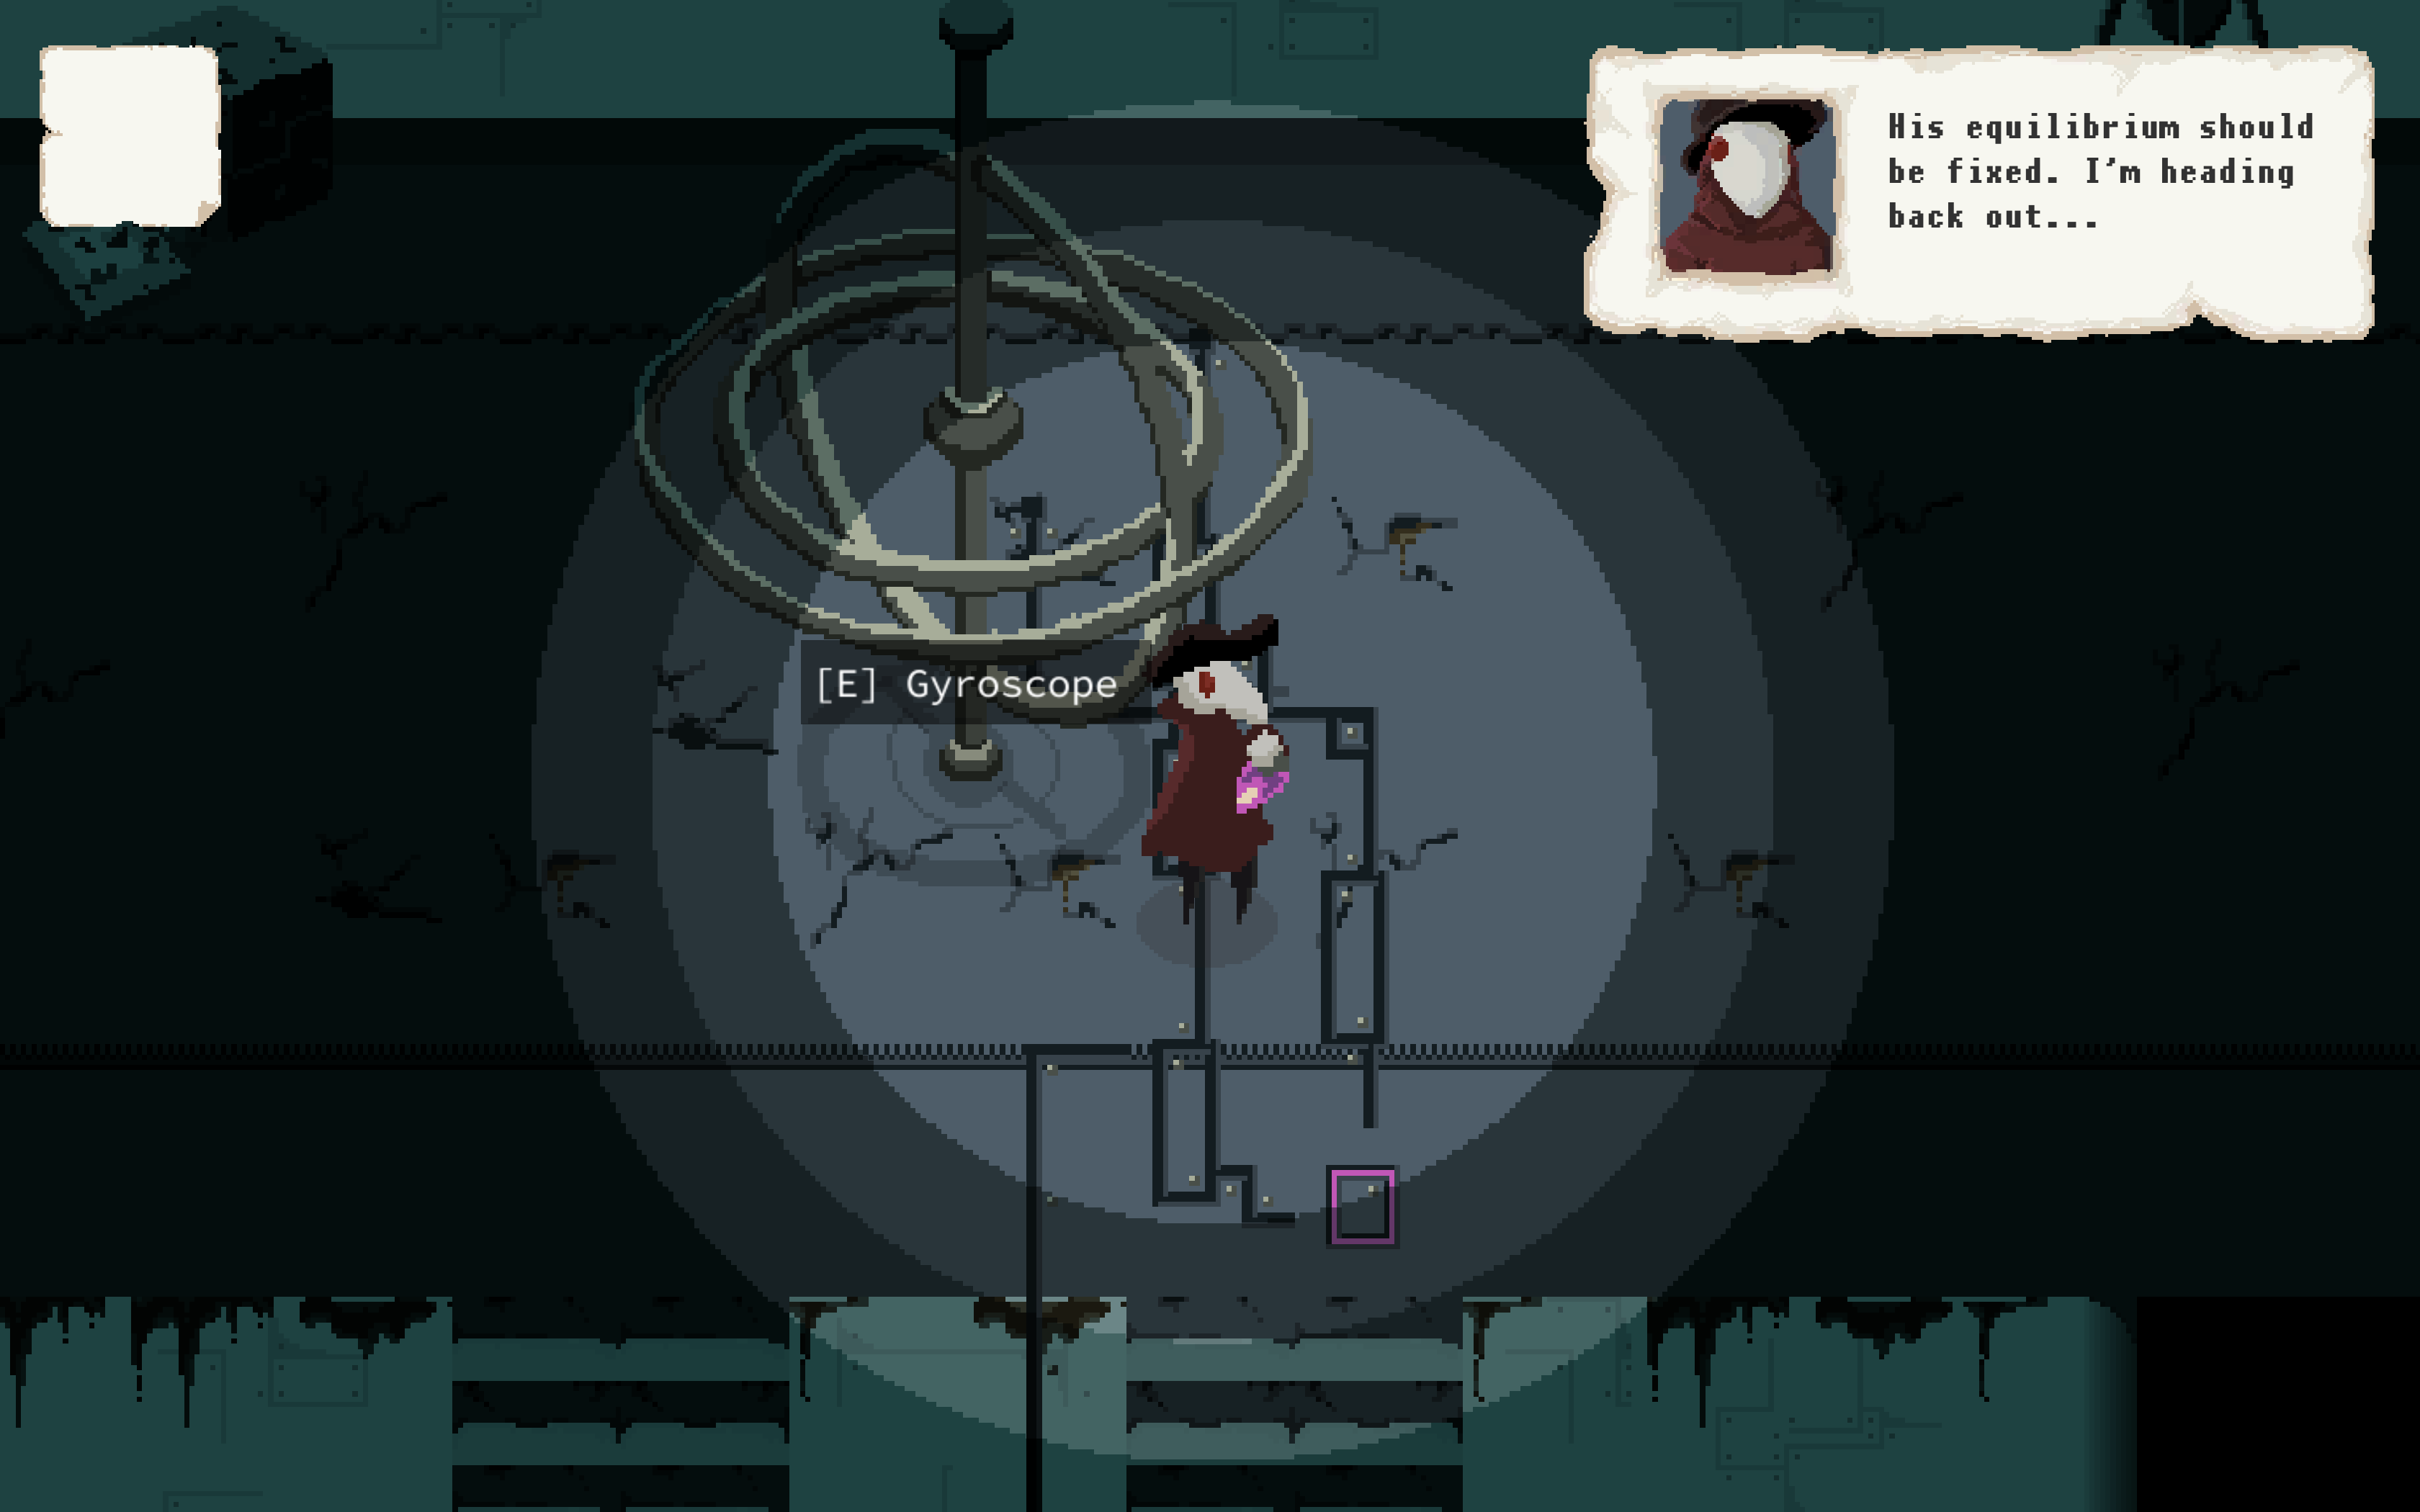 His equilibrium should
be fixed. I'm heading
back out...
[E] Gyroscope